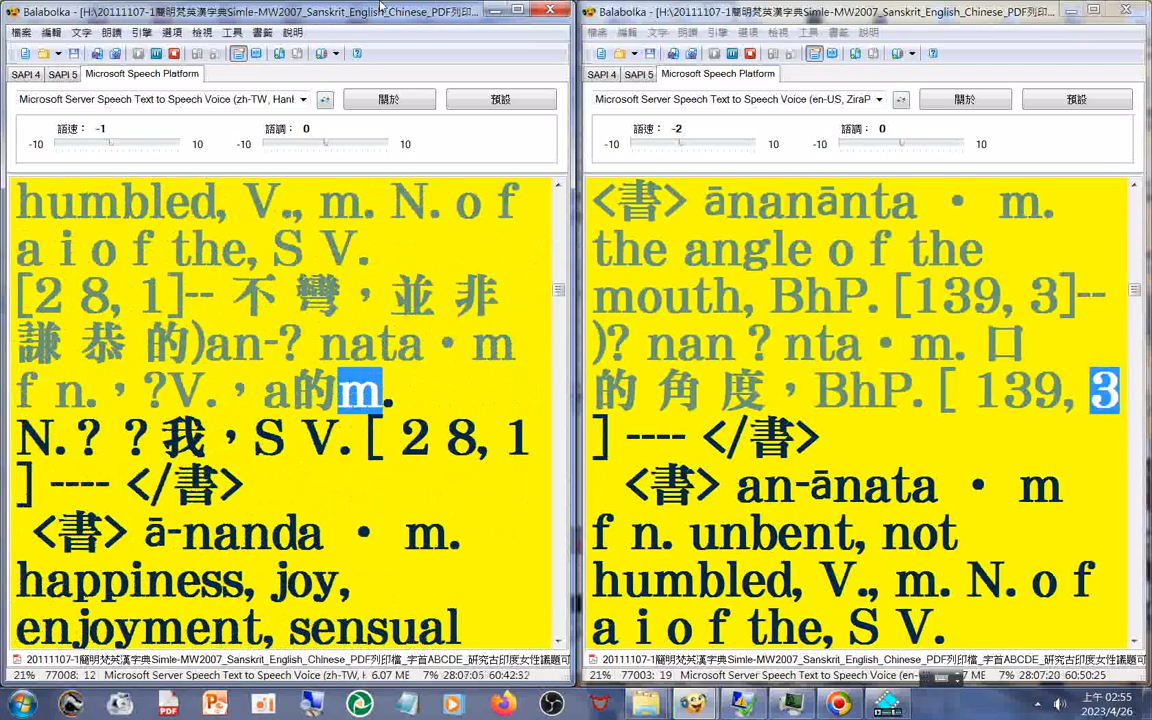 Balabolka - [H:\20111107-1簡明梵英漢字典Simle-MW2007_Sanskrit_English_Chinese_PDF列印...
檔案 編輯 文字 朗讀 引擎 選項 檢視 工具 書籤 說明
SAPI 4 SAPI 5 Microsoft Speech Platform
Microsoft Server Speech Text to Speech Voice (zh-TW, Hanl 關於 預設
語速： -1 語調： 0
-10 10 -10 10
humbled, V., m. N. o f
a i o f the, S V.
[2 8, 1]-- 不 彎，並 非
謙 恭 的)an-? nata・m
f n.，?V.，a的m.
N.? ? 我，S V. [ 2 8, 1
] ---- </書>
<書> ā-nanda ・ m.
happiness, joy,
enjoyment, sensual
20111107-1簡明梵英漢字典Simle-MW2007_Sanskrit_English_Chinese_PDF列印檔_字首ABCDE_研究古印度女性議題可
21% 77008: 12 Microsoft Server Speech Text to Speech Voice (zh-TW, H 6.07 ME 7% 28:07:05 60:42:32
Balabolka - [H:\20111107-1簡明梵英漢字典Simle-MW2007_Sanskrit_English_Chinese_PDF列印...
檔案 編輯 文字 朗讀 引擎 選項 檢視 工具 書籤 說明
SAPI 4 SAPI 5 Microsoft Speech Platform
Microsoft Server Speech Text to Speech Voice (en-US, ZiraP 關於 預設
語速： -2 語調： 0
-10 10 -10 10
<書> ānanānta ・ m.
the angle o f the
mouth, BhP. [139, 3]--
)? nan ? nta・m. 口
的 角 度，BhP. [ 139, 3
] ---- </書>
<書> an-ānata ・ m
f n. unbent, not
humbled, V., m. N. o f
a i o f the, S V.
20111107-1簡明梵英漢字典Simle-MW2007_Sanskrit_English_Chinese_PDF列印檔_字首ABCDE_研究古印度女性議題可
21% 77003: 19 Microsoft Server Speech Text to Speech Voice 7% 28:07:20 60:50:25
上午 02:55
2023/4/26